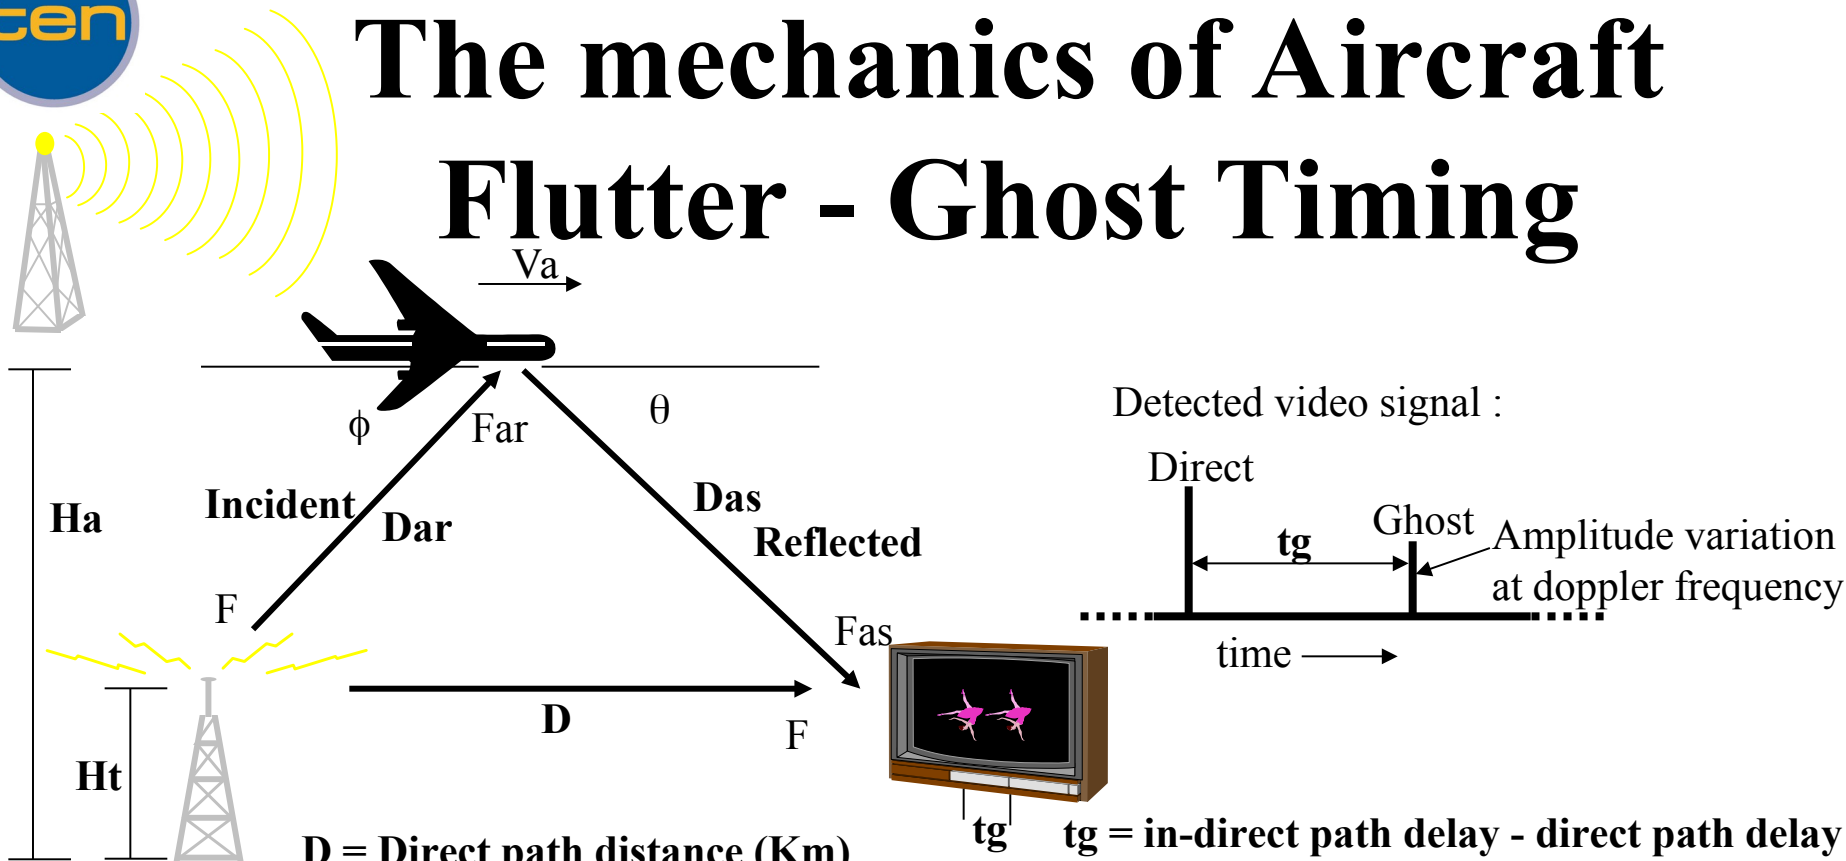 ten
The mechanics of Aircraft
Flutter - Ghost Timing
Va
ϕ
Far
θ
Detected video signal :
Direct
Ha
Incident
Dar
Das
Reflected
tg
Ghost
Amplitude variation
at doppler frequency
F
Fas
time
D
F
Ht
tg
tg = in-direct path delay - direct path delay
D = Direct path distance (Km)